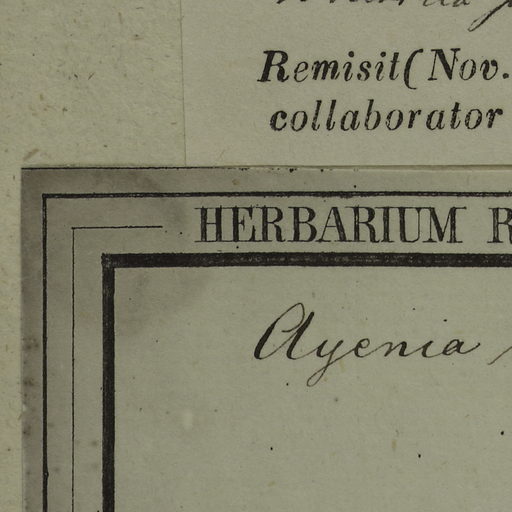 Remisit (Nov.
collaborator
HERBARIUM R
Ayenia